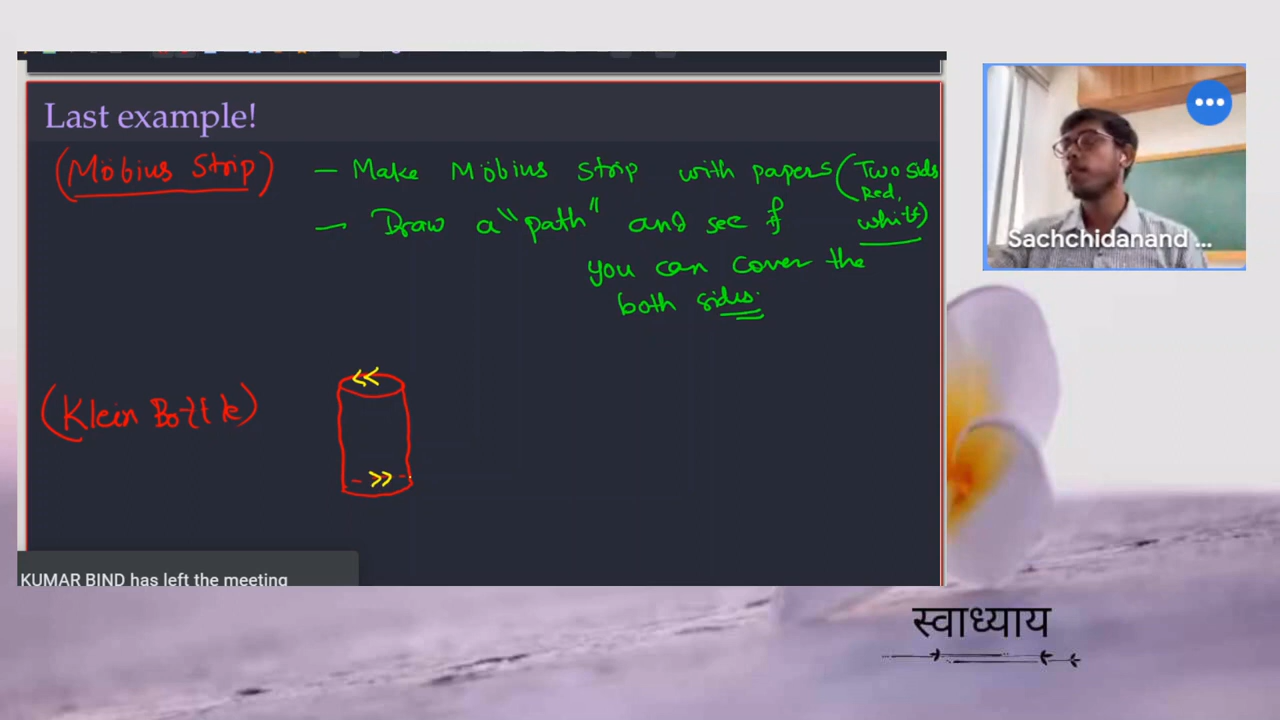 Last example!
(Möbius Strip)
— Make Möbius Strip with papers (Two sides
Red,
white)
— Draw a "path" and see if
you can cover the
both sides.
(Klein Bottle)
Sachchidanand ...
KUMAR BIND has left the meeting
स्वाध्याय